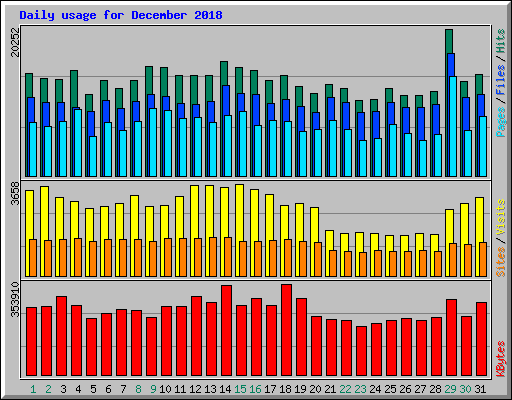 Daily usage for December 2018
20252
Pages / Files / Hits
3658
Sites / Visits
353910
KBytes
1 2 3 4 5 6 7 8 9 10 11 12 13 14 15 16 17 18 19 20 21 22 23 24 25 26 27 28 29 30 31